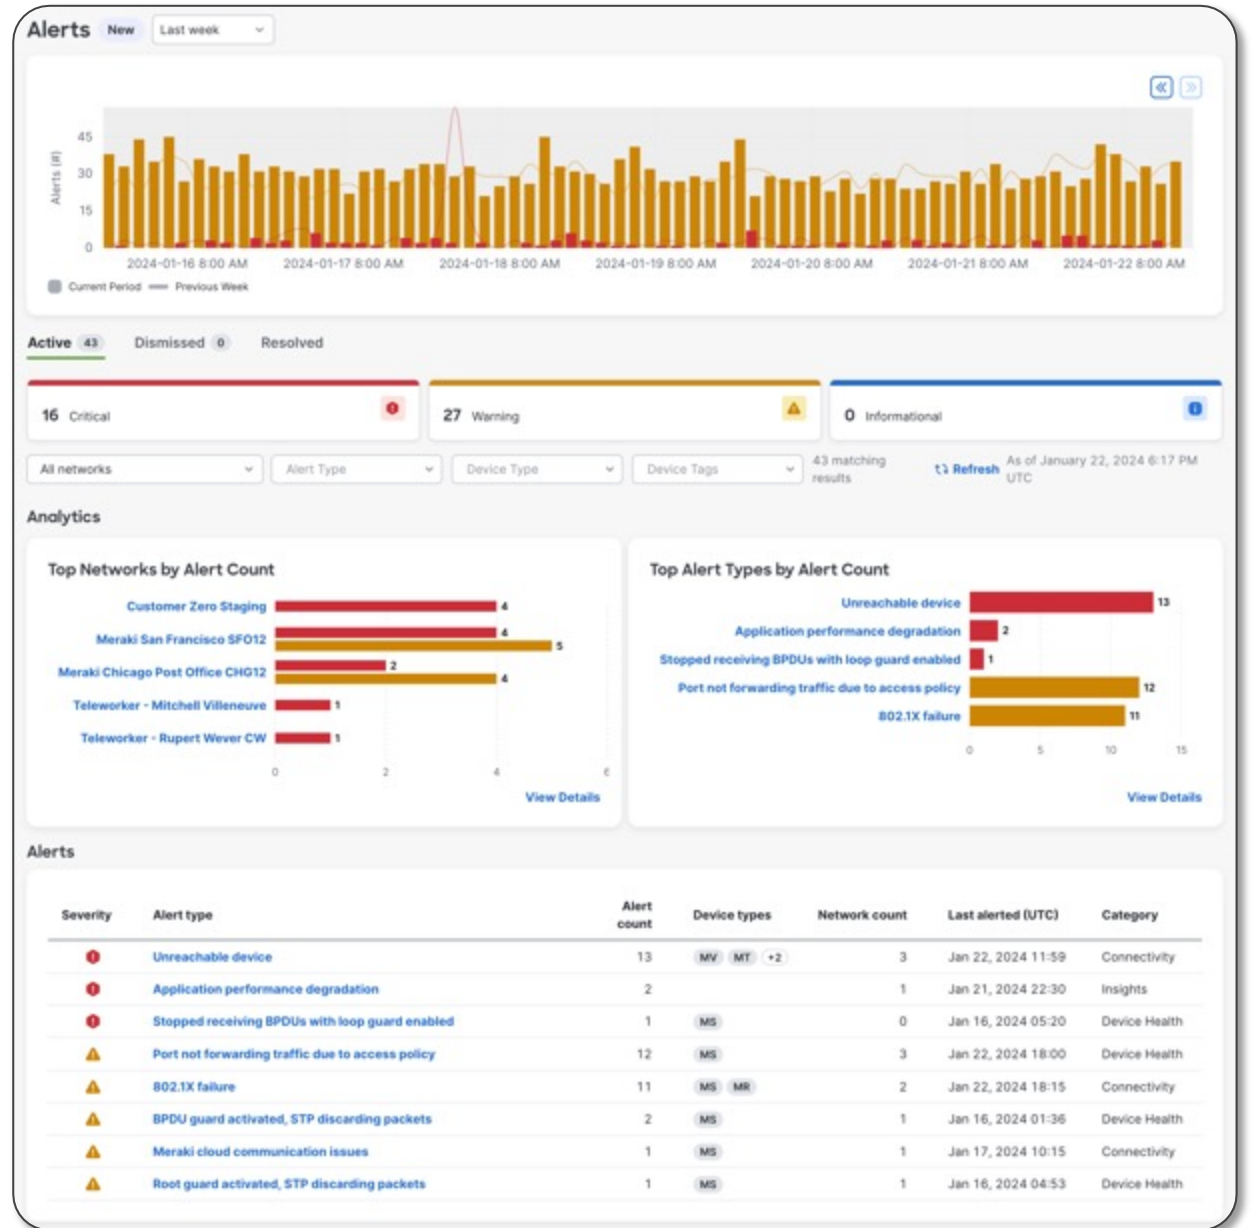 Alerts New Last week
45
30
15
0
Alerts (#)
2024-01-16 8:00 AM 2024-01-17 8:00 AM 2024-01-18 8:00 AM 2024-01-19 8:00 AM 2024-01-20 8:00 AM 2024-01-21 8:00 AM 2024-01-22 8:00 AM
Current Period Previous Week
Active 43 Dismissed 0 Resolved
16 Critical 27 Warning 0 Informational
All networks Alert Type Device Type Device Tags 43 matching results Refresh As of January 22, 2024 6:17 PM UTC
Analytics
Top Networks by Alert Count
Customer Zero Staging 4
Meraki San Francisco SFO12 4 5
Meraki Chicago Post Office CHG12 2 4
Teleworker - Mitchell Villeneuve 1
Teleworker - Rupert Wever CW 1
0 2 4
View Details
Top Alert Types by Alert Count
Unreachable device 13
Application performance degradation 2
Stopped receiving BPDUs with loop guard enabled 1
Port not forwarding traffic due to access policy 12
802.1X failure 11
0 5 10 15
View Details
Alerts
Severity Alert type Alert count Device types Network count Last alerted (UTC) Category
Unreachable device 13 MV MT +2 3 Jan 22, 2024 11:59 Connectivity
Application performance degradation 2 1 Jan 21, 2024 22:30 Insights
Stopped receiving BPDUs with loop guard enabled 1 MS 0 Jan 16, 2024 05:20 Device Health
Port not forwarding traffic due to access policy 12 MS 3 Jan 22, 2024 18:00 Device Health
802.1X failure 11 MS MR 2 Jan 22, 2024 18:15 Connectivity
BPDU guard activated, STP discarding packets 2 MS 1 Jan 16, 2024 01:36 Device Health
Meraki cloud communication issues 1 MS 1 Jan 17, 2024 10:15 Connectivity
Root guard activated, STP discarding packets 1 MS 1 Jan 16, 2024 04:53 Device Health